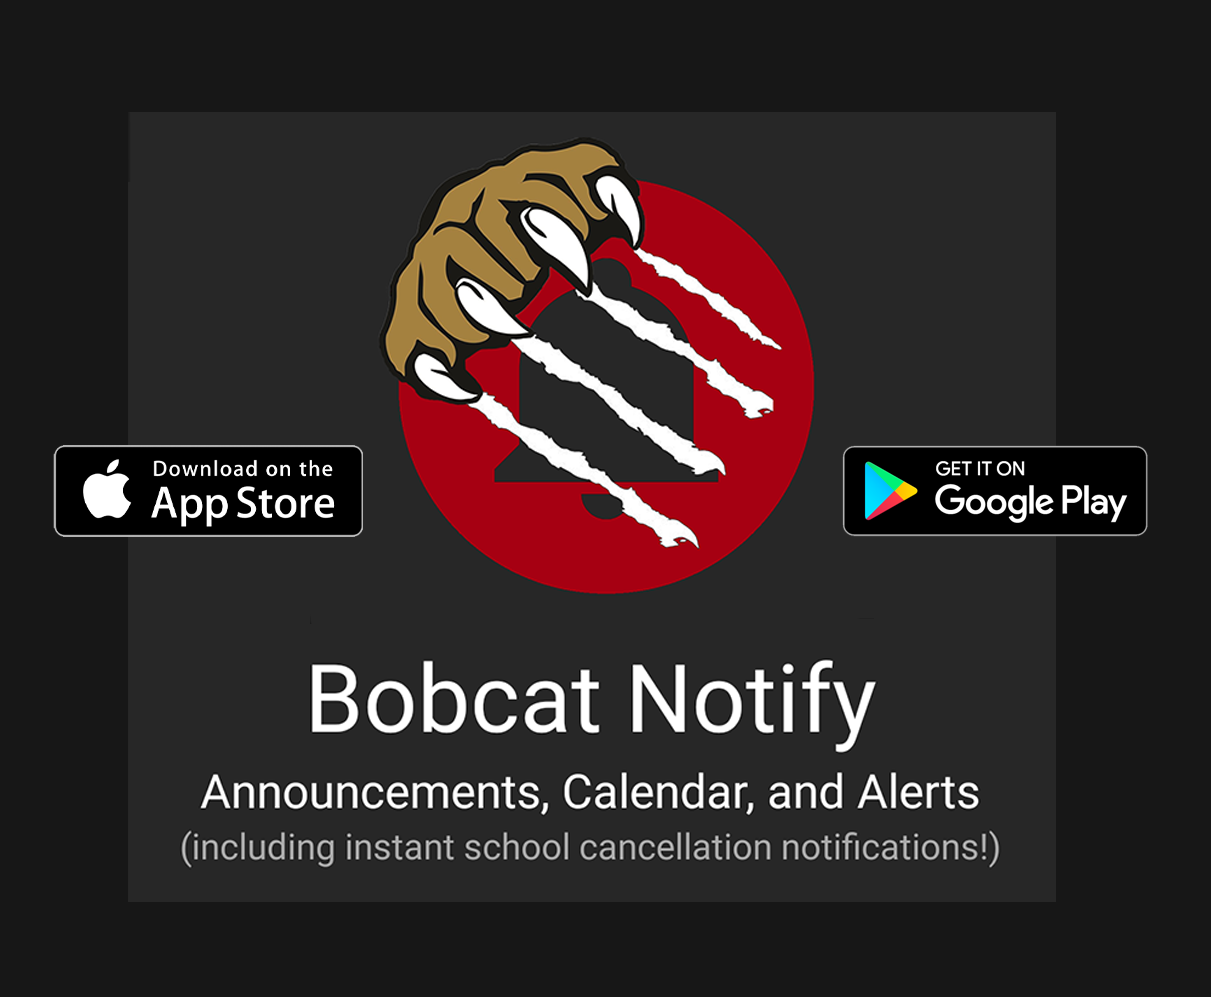 Download on the
App Store
GET IT ON
Google Play
Bobcat Notify
Announcements, Calendar, and Alerts
(including instant school cancellation notifications!)